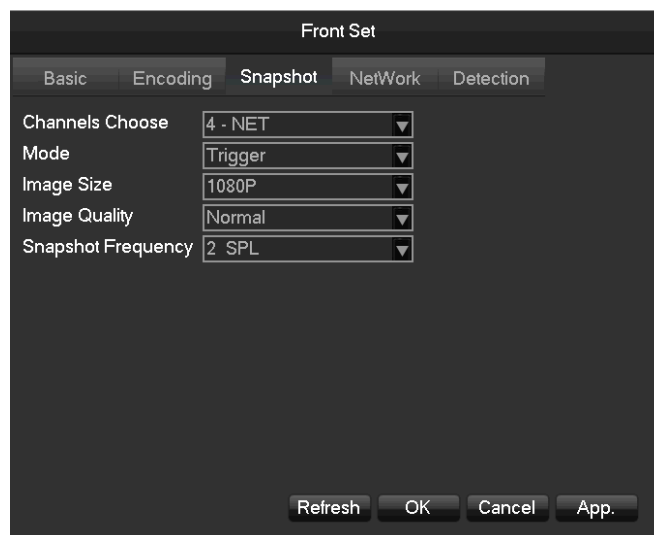 Front Set
Basic Encoding Snapshot NetWork Detection
Channels Choose 4 - NET
Mode Trigger
Image Size 1080P
Image Quality Normal
Snapshot Frequency 2 SPL
Refresh OK Cancel App.